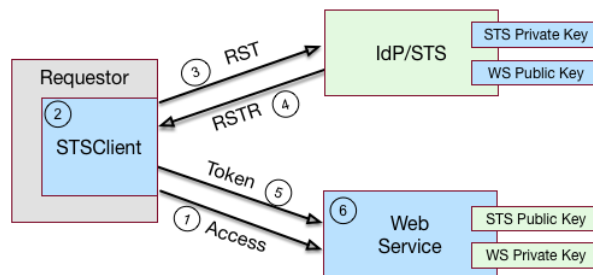 Requestor
2
STSClient
3 RST
RSTR 4
IdP/STS
STS Private Key
WS Public Key
Token 5
1 Access
6
Web
Service
STS Public Key
WS Private Key